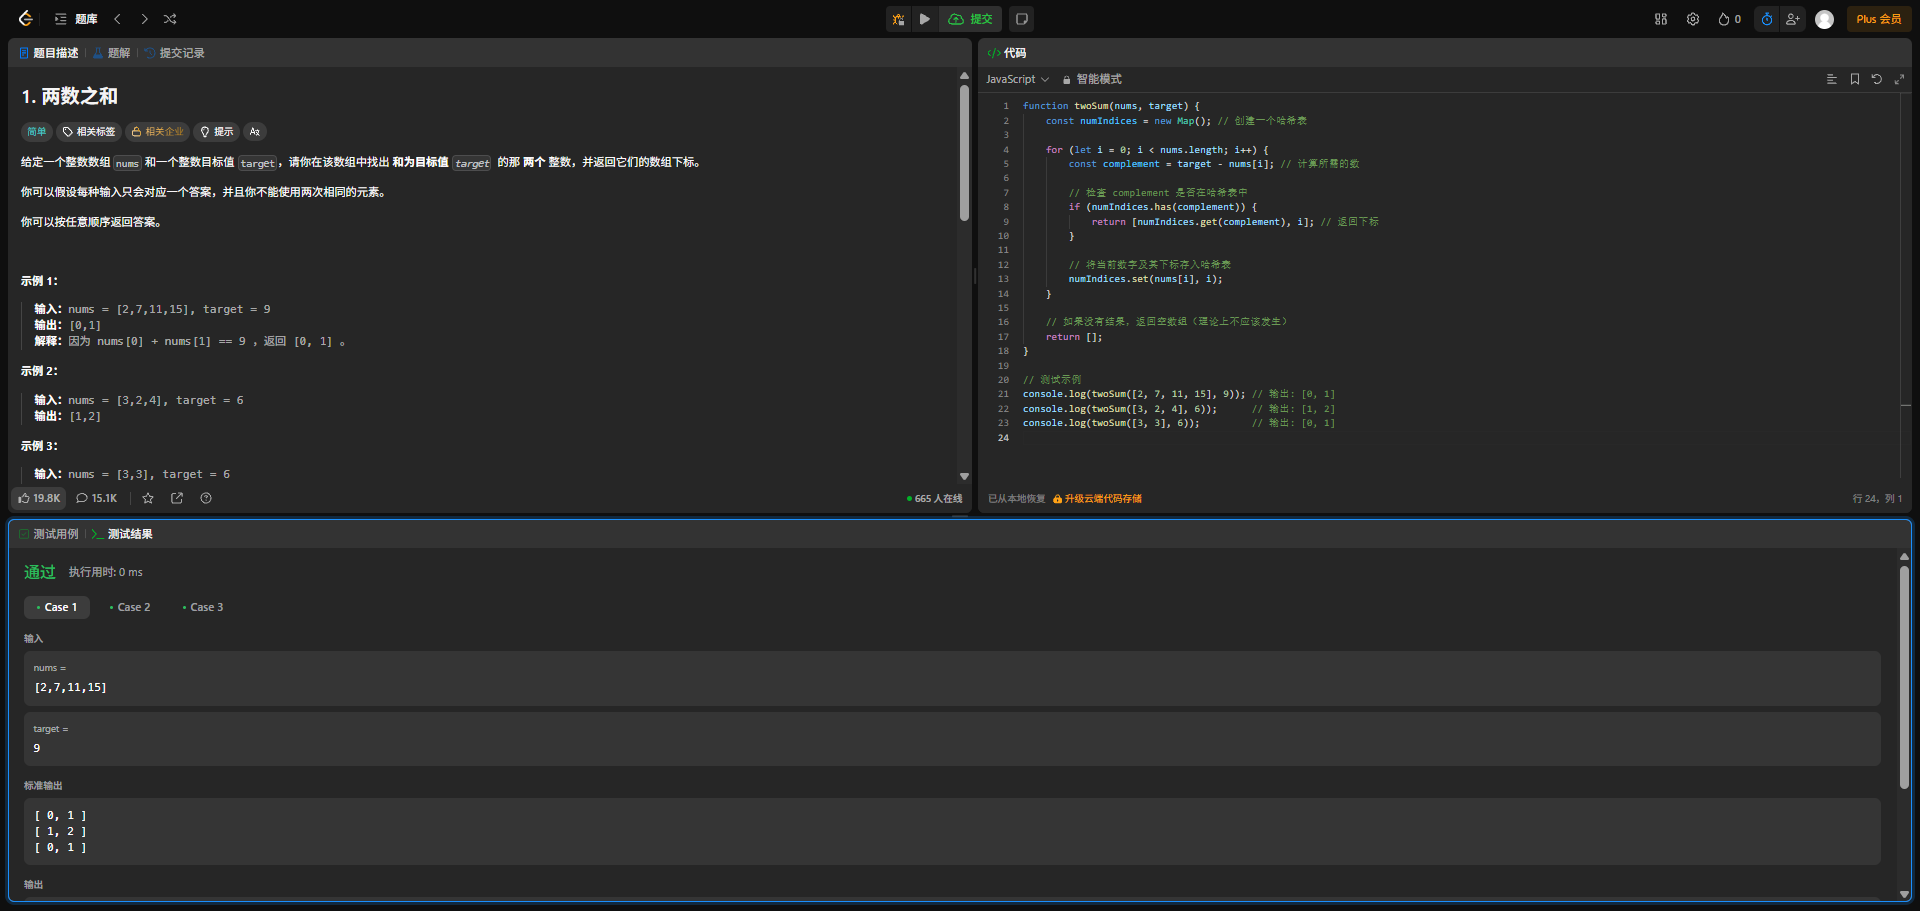 题库
提交
0
Plus 会员
题目描述
题解
提交记录
1. 两数之和
简单
相关标签
相关企业
提示
给定一个整数数组 nums 和一个整数目标值 target，请你在该数组中找出 和为目标值 target 的那 两个 整数，并返回它们的数组下标。
你可以假设每种输入只会对应一个答案，并且你不能使用两次相同的元素。
你可以按任意顺序返回答案。
示例 1：
输入：nums = [2,7,11,15], target = 9
输出：[0,1]
解释：因为 nums[0] + nums[1] == 9 ，返回 [0, 1] 。
示例 2：
输入：nums = [3,2,4], target = 6
输出：[1,2]
示例 3：
输入：nums = [3,3], target = 6
19.8K
15.1K
665 人在线
</> 代码
JavaScript
智能模式
1 function twoSum(nums, target) {
2     const numIndices = new Map(); // 创建一个哈希表
3
4     for (let i = 0; i < nums.length; i++) {
5         const complement = target - nums[i]; // 计算所需的数
6
7         // 检查 complement 是否在哈希表中
8         if (numIndices.has(complement)) {
9             return [numIndices.get(complement), i]; // 返回下标
10         }
11
12         // 将当前数字及其下标存入哈希表
13         numIndices.set(nums[i], i);
14     }
15
16     // 如果没有结果，返回空数组（理论上不应该发生）
17     return [];
18 }
19
20 // 测试示例
21 console.log(twoSum([2, 7, 11, 15], 9)); // 输出: [0, 1]
22 console.log(twoSum([3, 2, 4], 6));      // 输出: [1, 2]
23 console.log(twoSum([3, 3], 6));         // 输出: [0, 1]
24
已从本地恢复
升级云端代码存储
行 24，列 1
测试用例
测试结果
通过
执行用时: 0 ms
Case 1
Case 2
Case 3
输入
nums =
[2,7,11,15]
target =
9
标准输出
[ 0, 1 ]
[ 1, 2 ]
[ 0, 1 ]
输出